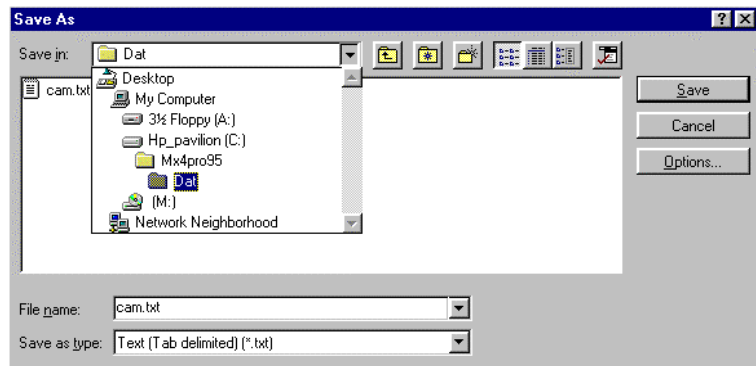 Save As
Save in: Dat
cam.txt
Desktop
My Computer
3½ Floppy (A:)
Hp_pavilion (C:)
Mx4pro95
Dat
(M:)
Network Neighborhood
Save
Cancel
Options...
File name: cam.txt
Save as type: Text (Tab delimited) (*.txt)